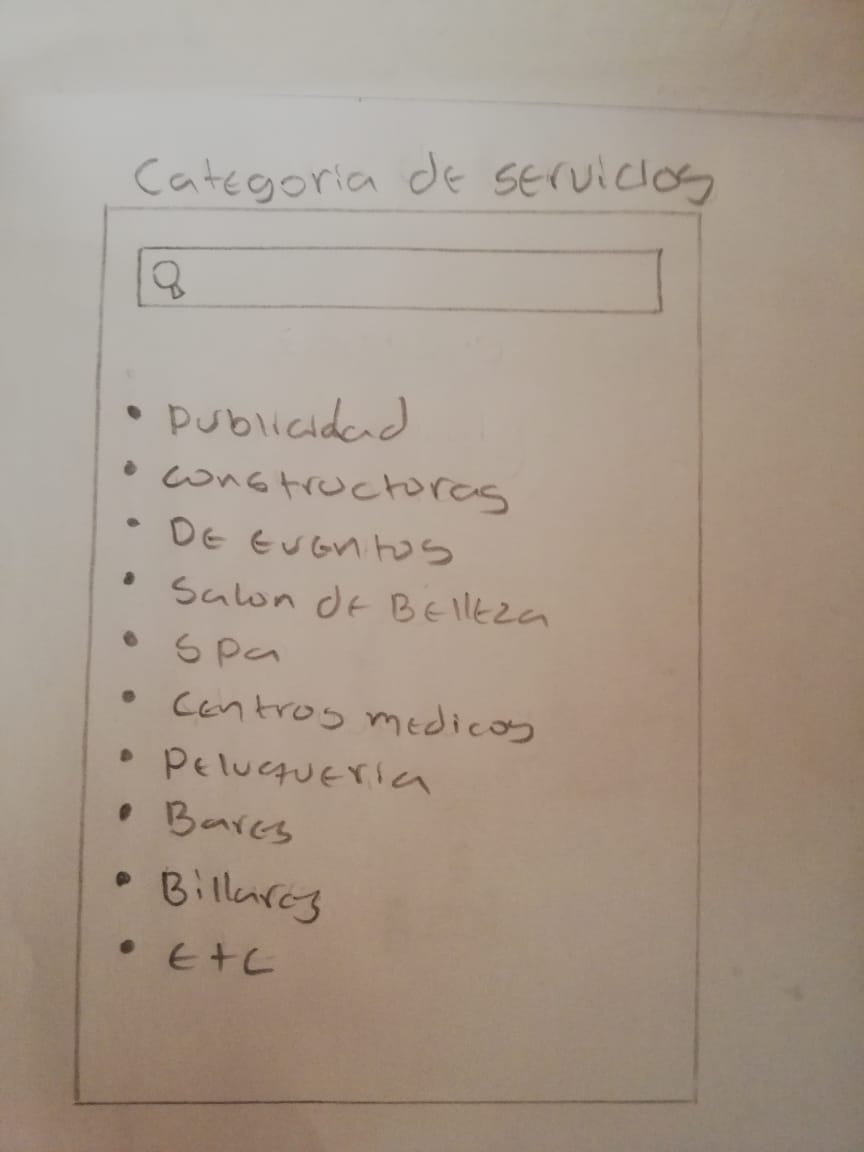 Categoria de servicios
Publicidad
constructoras
De eventos
Salon de Belleza
Spa
Centros medicos
Peluqueria
Bares
Billares
Etc